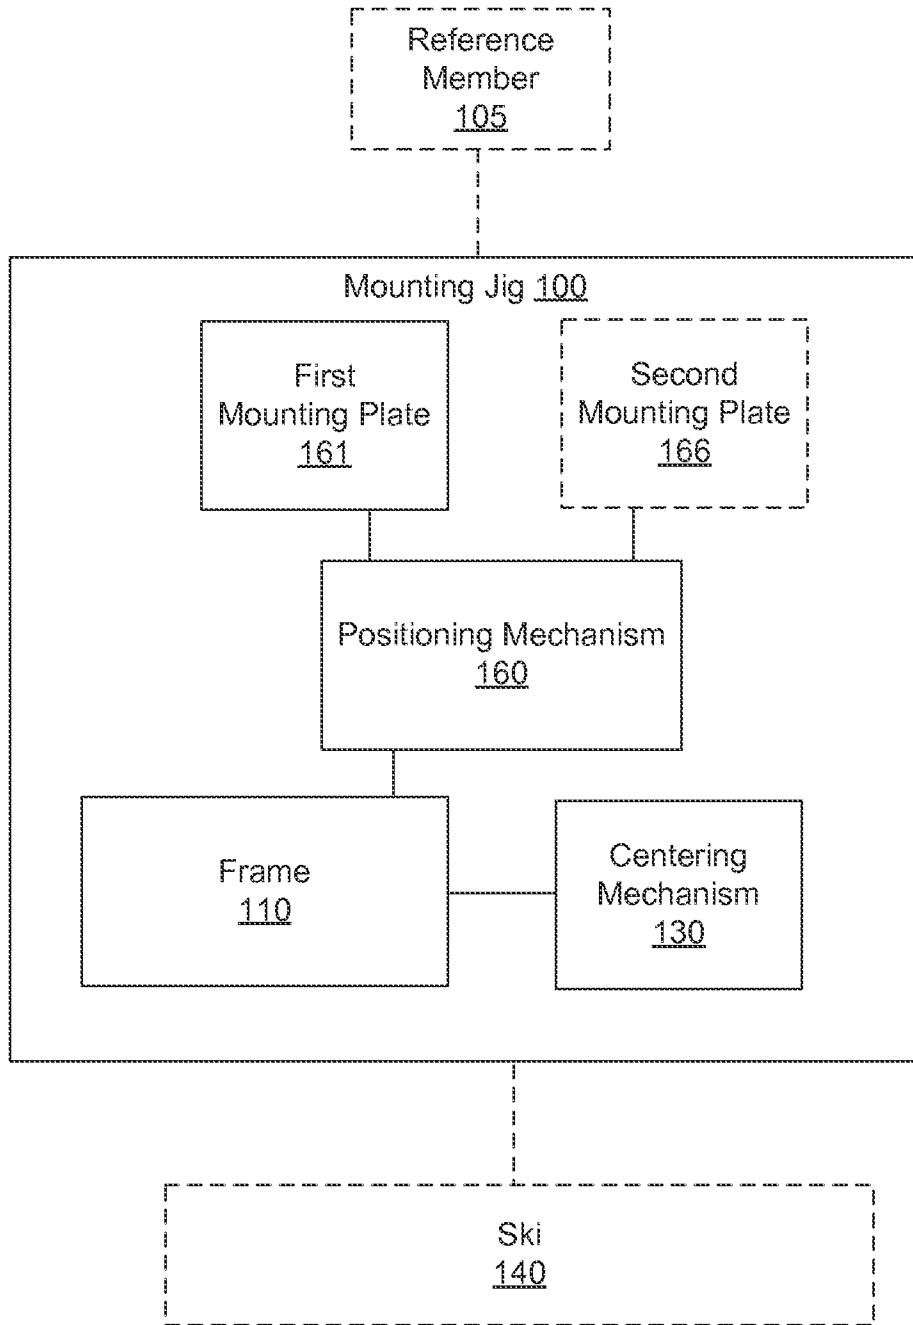 Reference
Member
105
Mounting Jig 100
First
Mounting Plate
161
Second
Mounting Plate
166
Positioning Mechanism
160
Frame
110
Centering
Mechanism
130
Ski
140